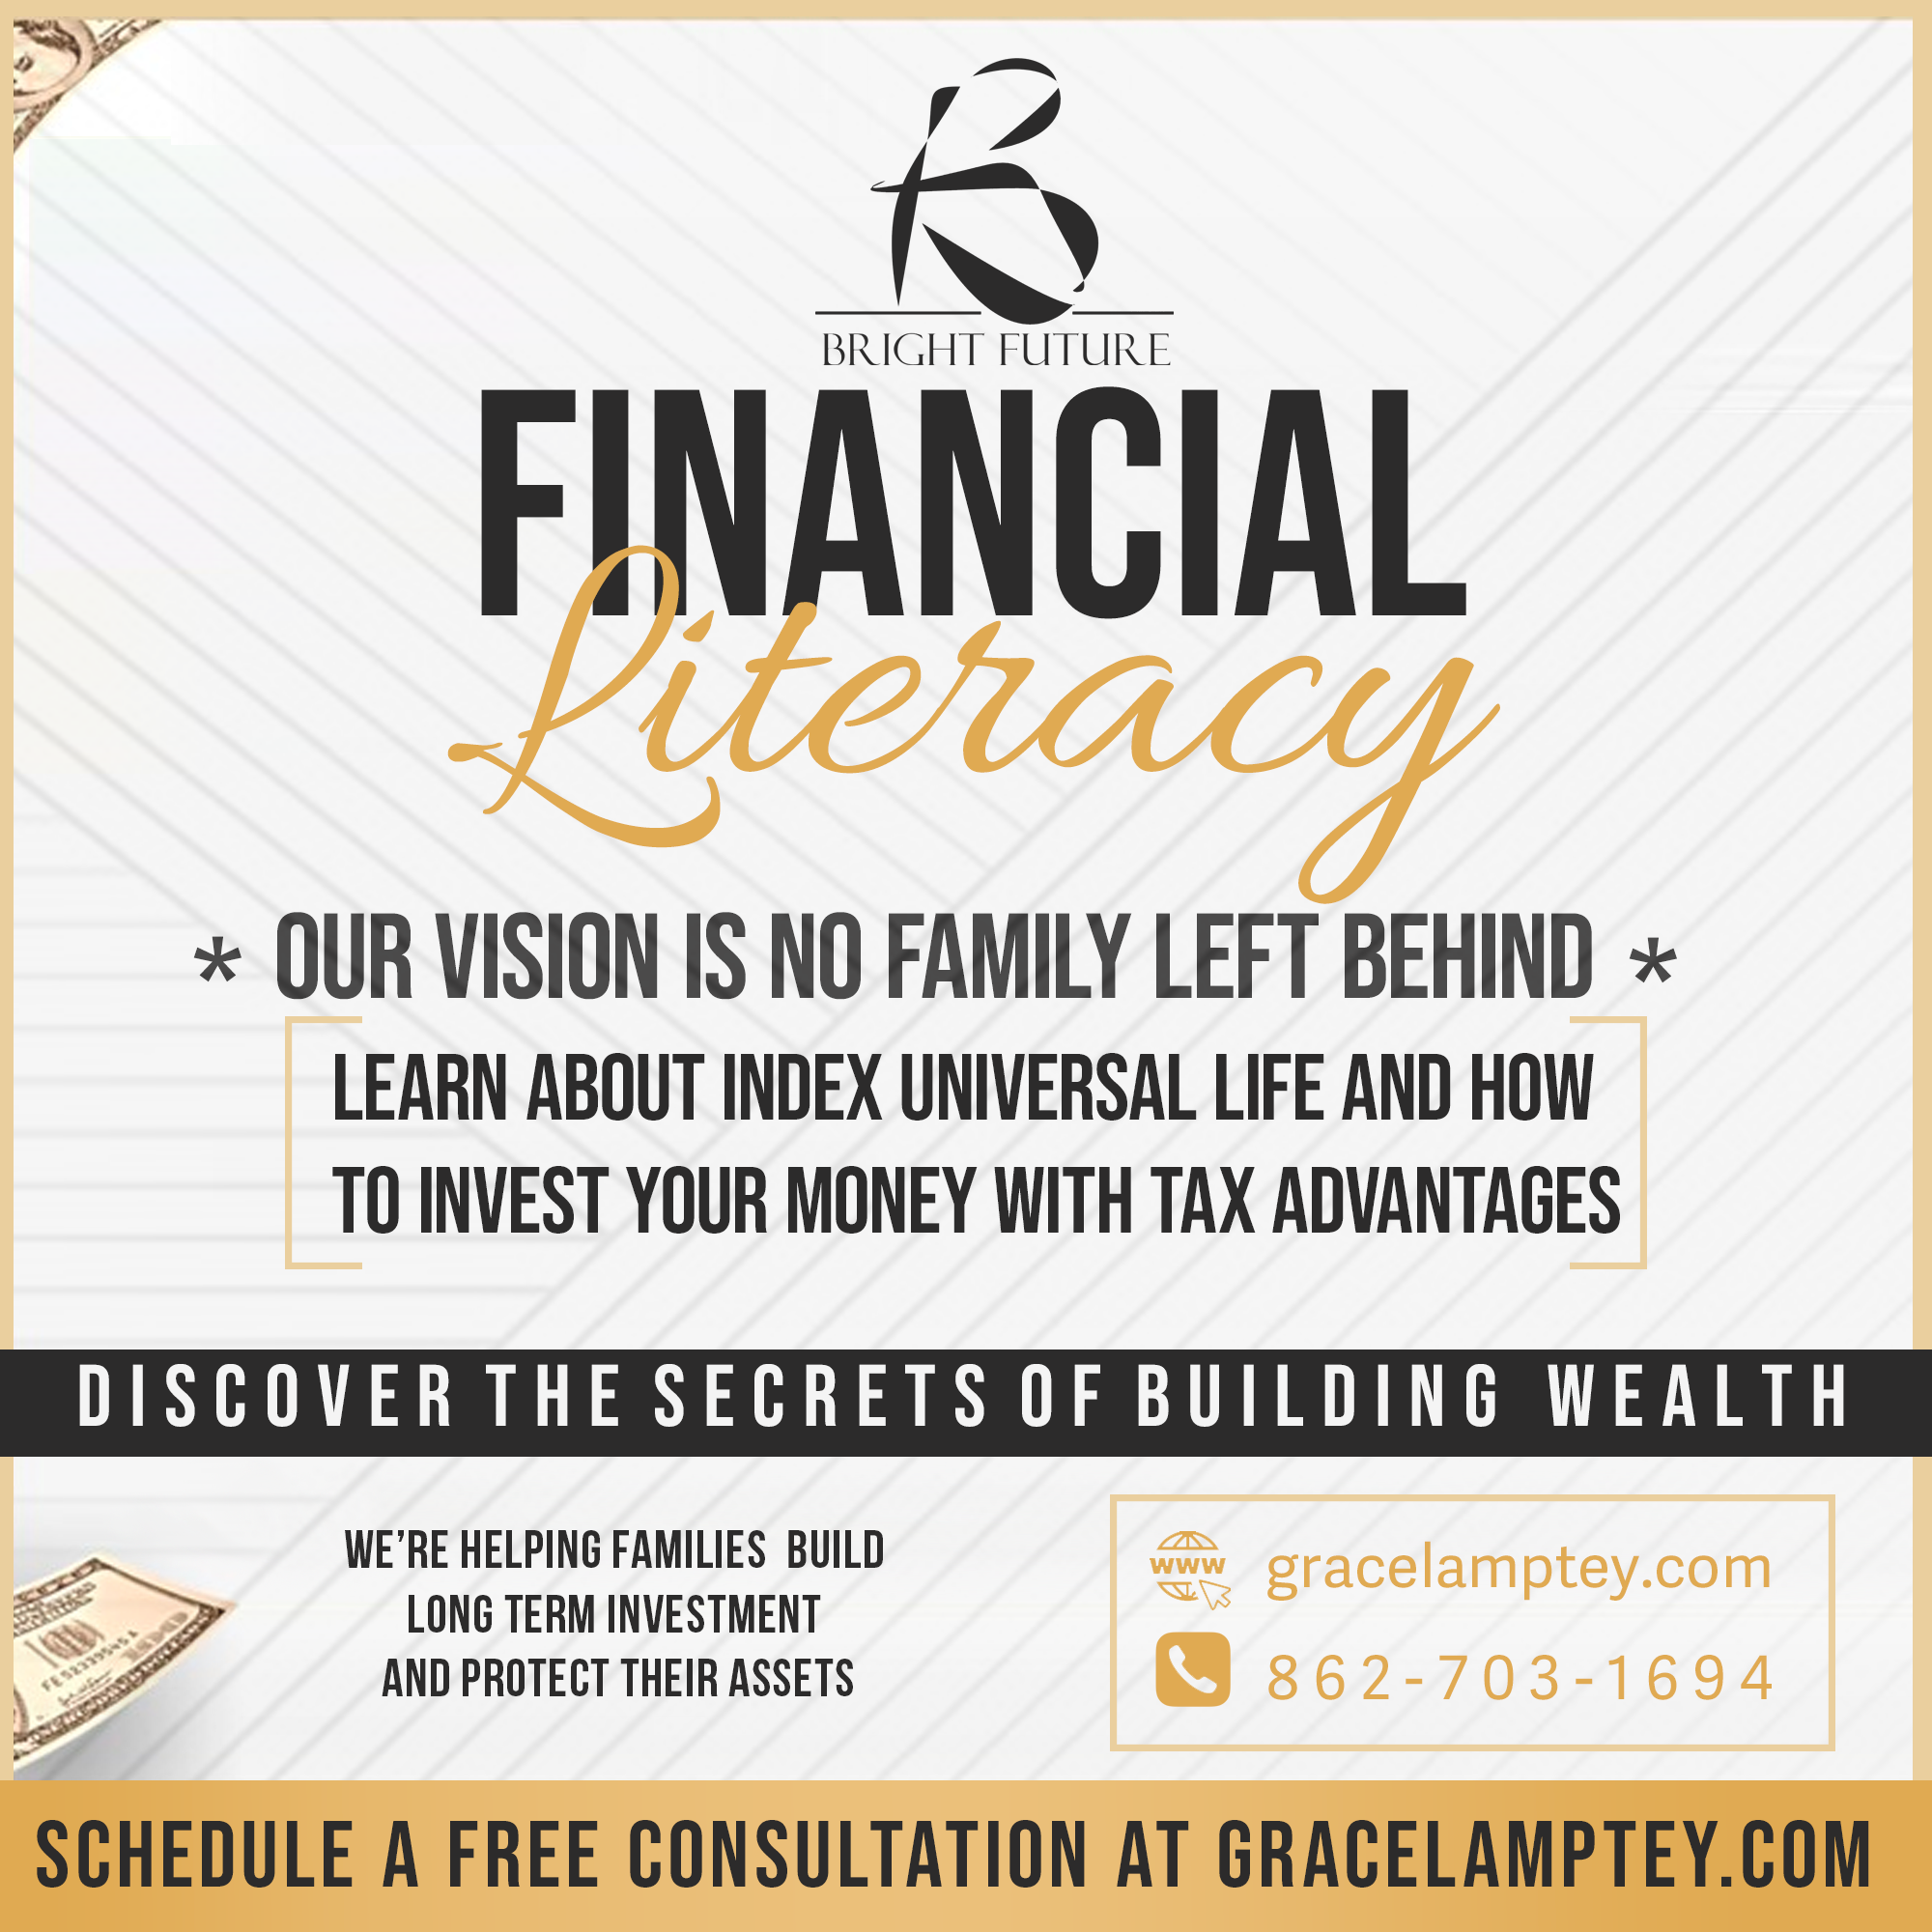 BRIGHT FUTURE
FINANCIAL
Literacy
* OUR VISION IS NO FAMILY LEFT BEHIND *
LEARN ABOUT INDEX UNIVERSAL LIFE AND HOW
TO INVEST YOUR MONEY WITH TAX ADVANTAGES
DISCOVER THE SECRETS OF BUILDING WEALTH
WE'RE HELPING FAMILIES BUILD
LONG TERM INVESTMENT
AND PROTECT THEIR ASSETS
www gracelamptey.com
862-703-1694
100
SCHEDULE A FREE CONSULTATION AT GRACELAMPTEY.COM